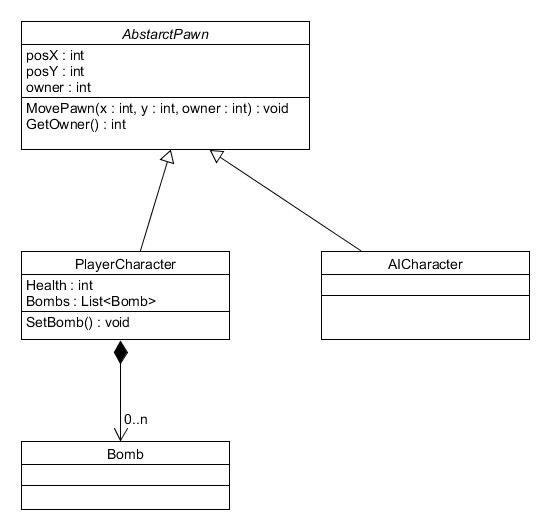 AbstarctPawn
posX : int
posY : int
owner : int
MovePawn(x : int, y : int, owner : int) : void
GetOwner() : int
PlayerCharacter
Health : int
Bombs : List<Bomb>
SetBomb() : void
AICharacter
0..n
Bomb